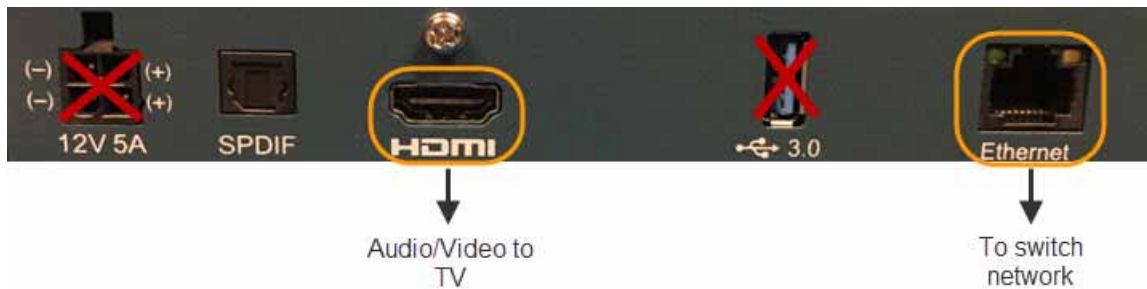 (–) (+)
(–) (+)
12V 5A SPDIF HDMI 3.0 Ethernet
Audio/Video to
TV
To switch
network